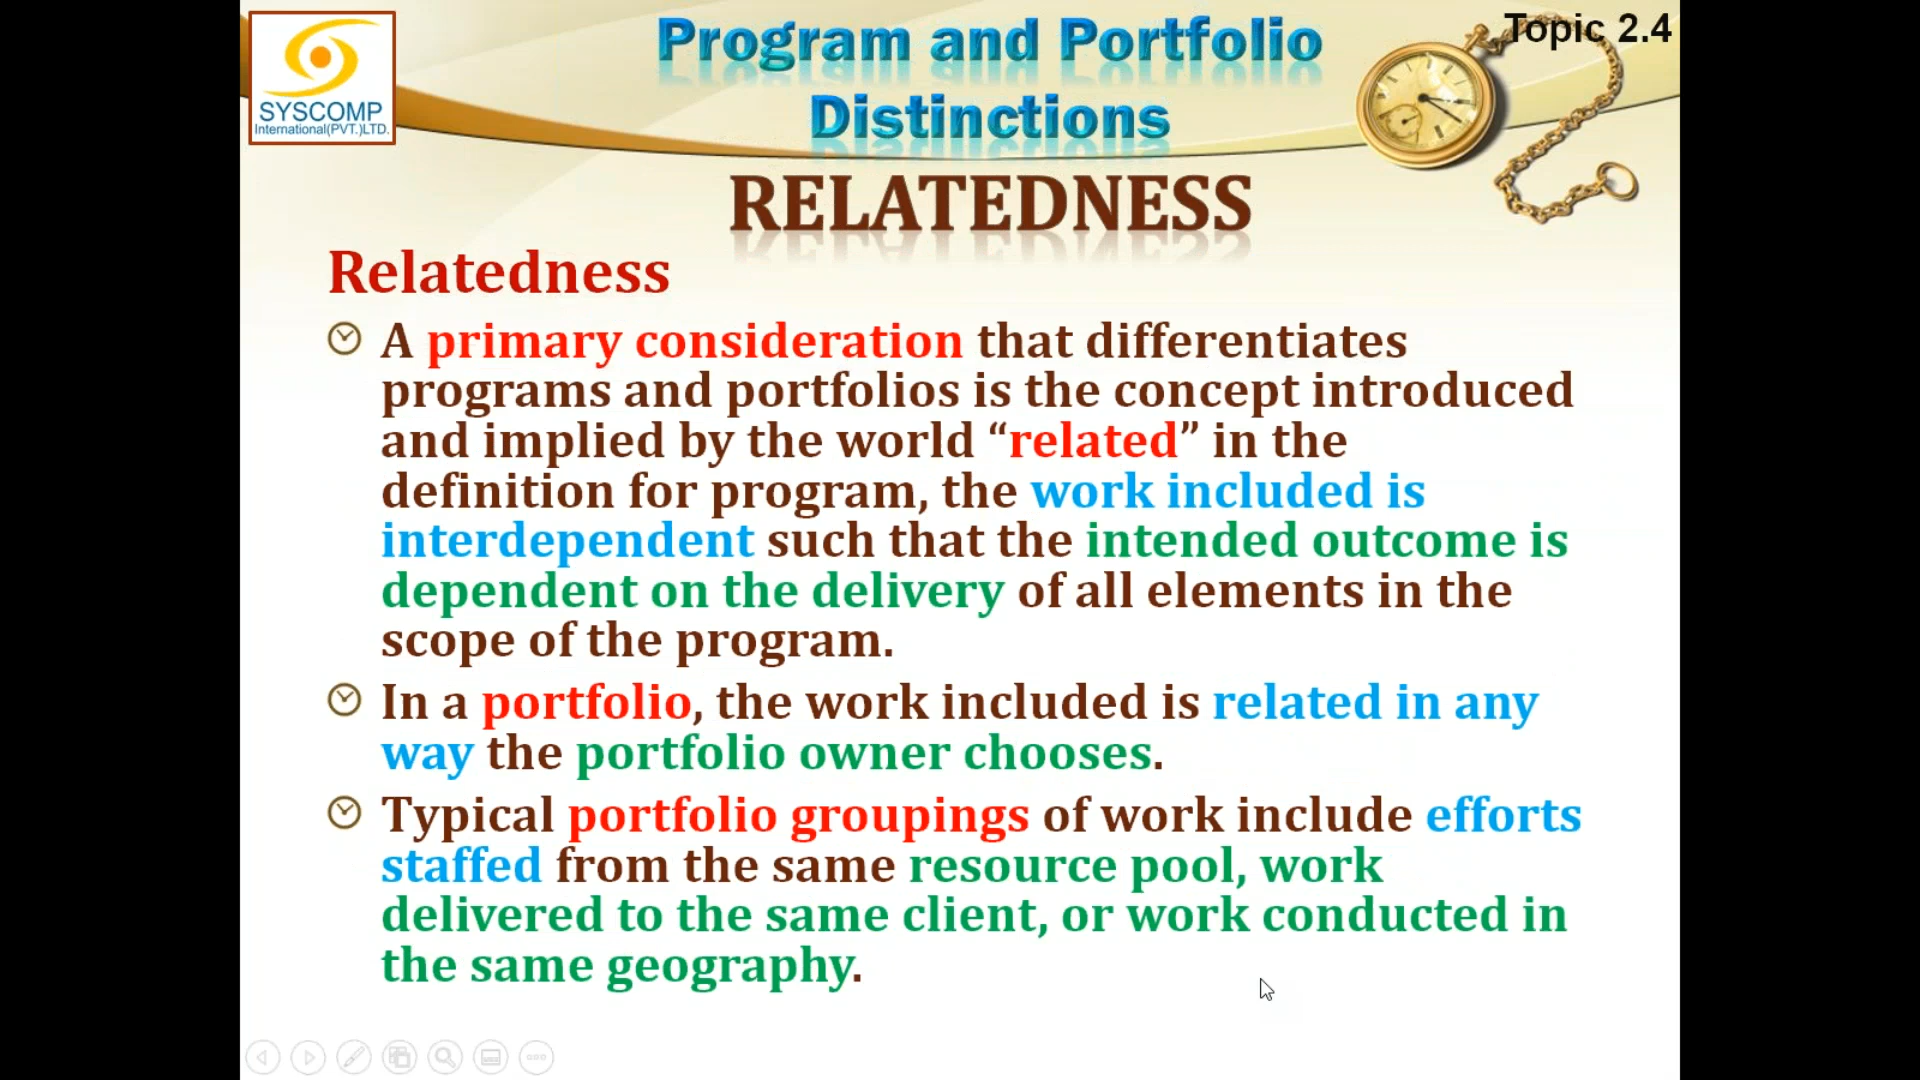 SYSCOMP
International(PVT.)LTD.
Program and Portfolio
Distinctions
Topic 2.4
RELATEDNESS
Relatedness
A primary consideration that differentiates
programs and portfolios is the concept introduced
and implied by the world “related” in the
definition for program, the work included is
interdependent such that the intended outcome is
dependent on the delivery of all elements in the
scope of the program.
In a portfolio, the work included is related in any
way the portfolio owner chooses.
Typical portfolio groupings of work include efforts
staffed from the same resource pool, work
delivered to the same client, or work conducted in
the same geography.